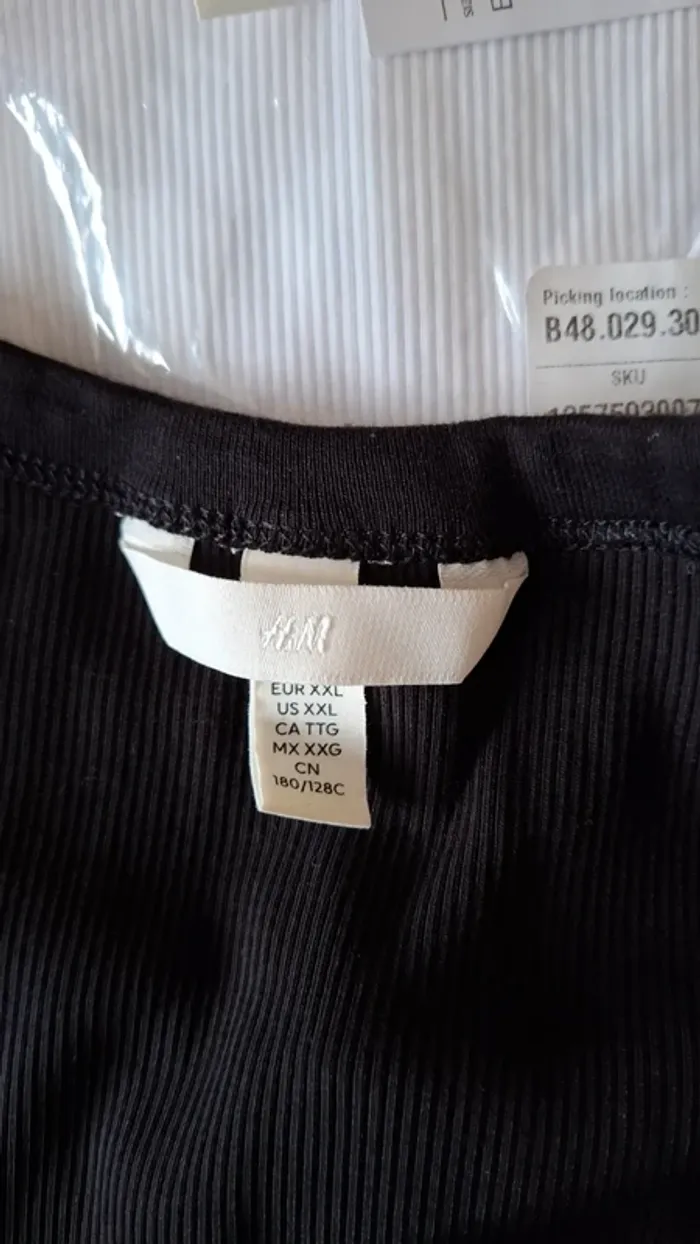 Picking location :
B48.029.30
SKU
H&M
EUR XXL
US XXL
CA TTG
MX XXG
CN
180/128C